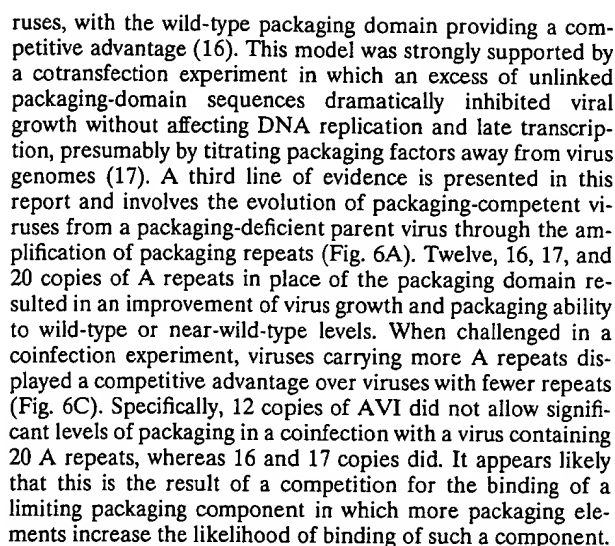 ruses, with the wild-type packaging domain providing a com-
petitive advantage (16). This model was strongly supported by
a cotransfection experiment in which an excess of unlinked
packaging-domain sequences dramatically inhibited viral
growth without affecting DNA replication and late transcrip-
tion, presumably by titrating packaging factors away from virus
genomes (17). A third line of evidence is presented in this
report and involves the evolution of packaging-competent vi-
ruses from a packaging-deficient parent virus through the am-
plification of packaging repeats (Fig. 6A). Twelve, 16, 17, and
20 copies of A repeats in place of the packaging domain re-
sulted in an improvement of virus growth and packaging ability
to wild-type or near-wild-type levels. When challenged in a
coinfection experiment, viruses carrying more A repeats dis-
played a competitive advantage over viruses with fewer repeats
(Fig. 6C). Specifically, 12 copies of AVI did not allow signifi-
cant levels of packaging in a coinfection with a virus containing
20 A repeats, whereas 16 and 17 copies did. It appears likely
that this is the result of a competition for the binding of a
limiting packaging component in which more packaging ele-
ments increase the likelihood of binding of such a component.